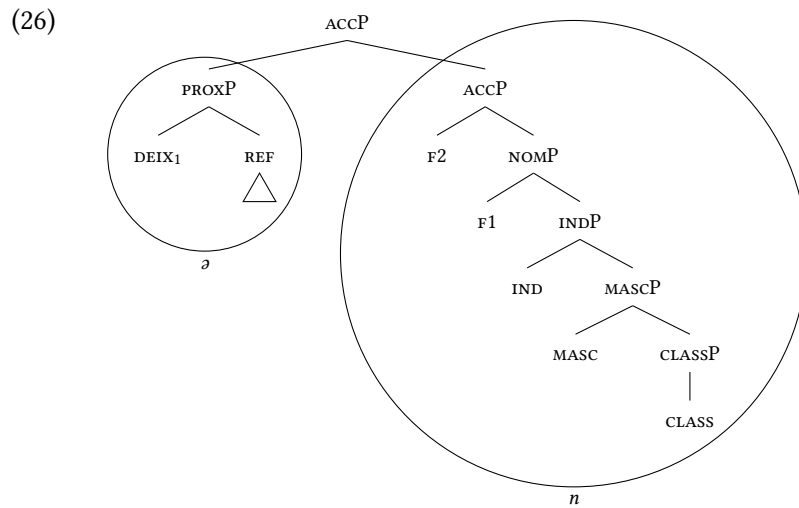 (26)
ACCP
PROXP ACCP
DEIX1 REF F2 NOMP
F1 INDP
ə
IND MASCP
MASC CLASSP
CLASS
n